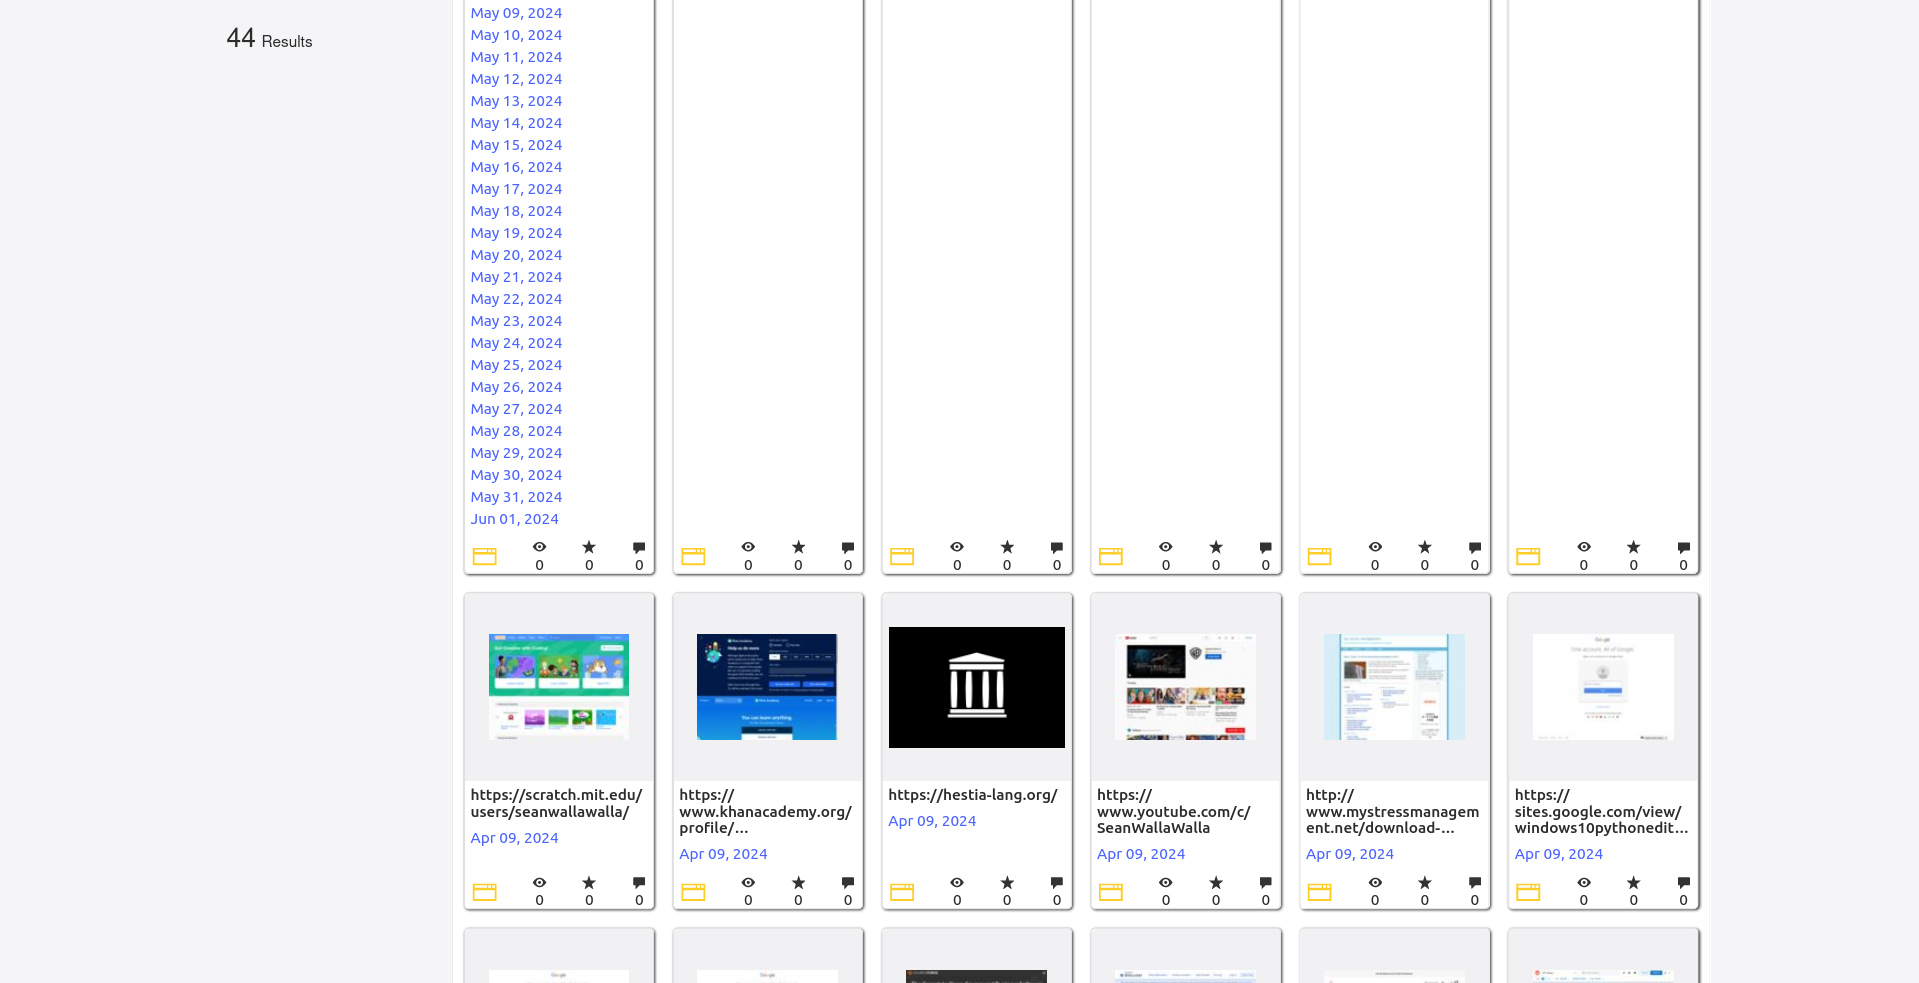 44 Results
May 09, 2024
May 10, 2024
May 11, 2024
May 12, 2024
May 13, 2024
May 14, 2024
May 15, 2024
May 16, 2024
May 17, 2024
May 18, 2024
May 19, 2024
May 20, 2024
May 21, 2024
May 22, 2024
May 23, 2024
May 24, 2024
May 25, 2024
May 26, 2024
May 27, 2024
May 28, 2024
May 29, 2024
May 30, 2024
May 31, 2024
Jun 01, 2024
0 0 0
0 0 0
0 0 0
0 0 0
0 0 0
0 0 0
https://scratch.mit.edu/
users/seanwallawalla/
Apr 09, 2024
0 0 0
https://
www.khanacademy.org/
profile/...
Apr 09, 2024
0 0 0
https://hestia-lang.org/
Apr 09, 2024
0 0 0
https://
www.youtube.com/c/
SeanWallaWalla
Apr 09, 2024
0 0 0
http://
www.mystressmanagem
ent.net/download-...
Apr 09, 2024
0 0 0
https://
sites.google.com/view/
windows10pythonedit...
Apr 09, 2024
0 0 0